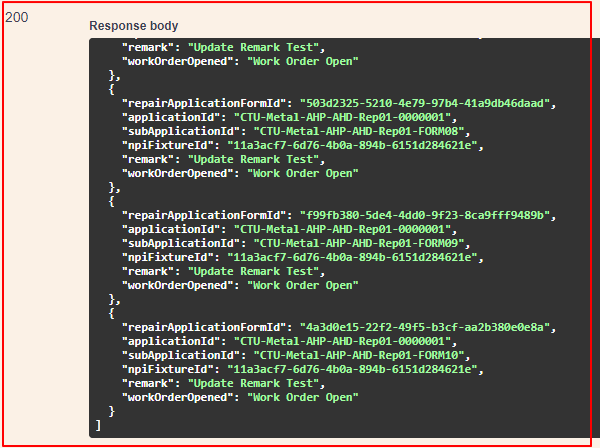 200
Response body
"remark": "Update Remark Test",
"workOrderOpened": "Work Order Open"
},
{
"repairApplicationFormId": "503d2325-5210-4e79-97b4-41a9db46daad",
"applicationId": "CTU-Metal-AHP-AHD-Rep01-0000001",
"subApplicationId": "CTU-Metal-AHP-AHD-Rep01-FORM08",
"npiFixtureId": "11a3acf7-6d76-4b0a-894b-6151d284621e",
"remark": "Update Remark Test",
"workOrderOpened": "Work Order Open"
},
{
"repairApplicationFormId": "f99fb380-5de4-4dd0-9f23-8ca9fff9489b",
"applicationId": "CTU-Metal-AHP-AHD-Rep01-0000001",
"subApplicationId": "CTU-Metal-AHP-AHD-Rep01-FORM09",
"npiFixtureId": "11a3acf7-6d76-4b0a-894b-6151d284621e",
"remark": "Update Remark Test",
"workOrderOpened": "Work Order Open"
},
{
"repairApplicationFormId": "4a3d0e15-22f2-49f5-b3cf-aa2b380e0e8a",
"applicationId": "CTU-Metal-AHP-AHD-Rep01-0000001",
"subApplicationId": "CTU-Metal-AHP-AHD-Rep01-FORM10",
"npiFixtureId": "11a3acf7-6d76-4b0a-894b-6151d284621e",
"remark": "Update Remark Test",
"workOrderOpened": "Work Order Open"
}
]